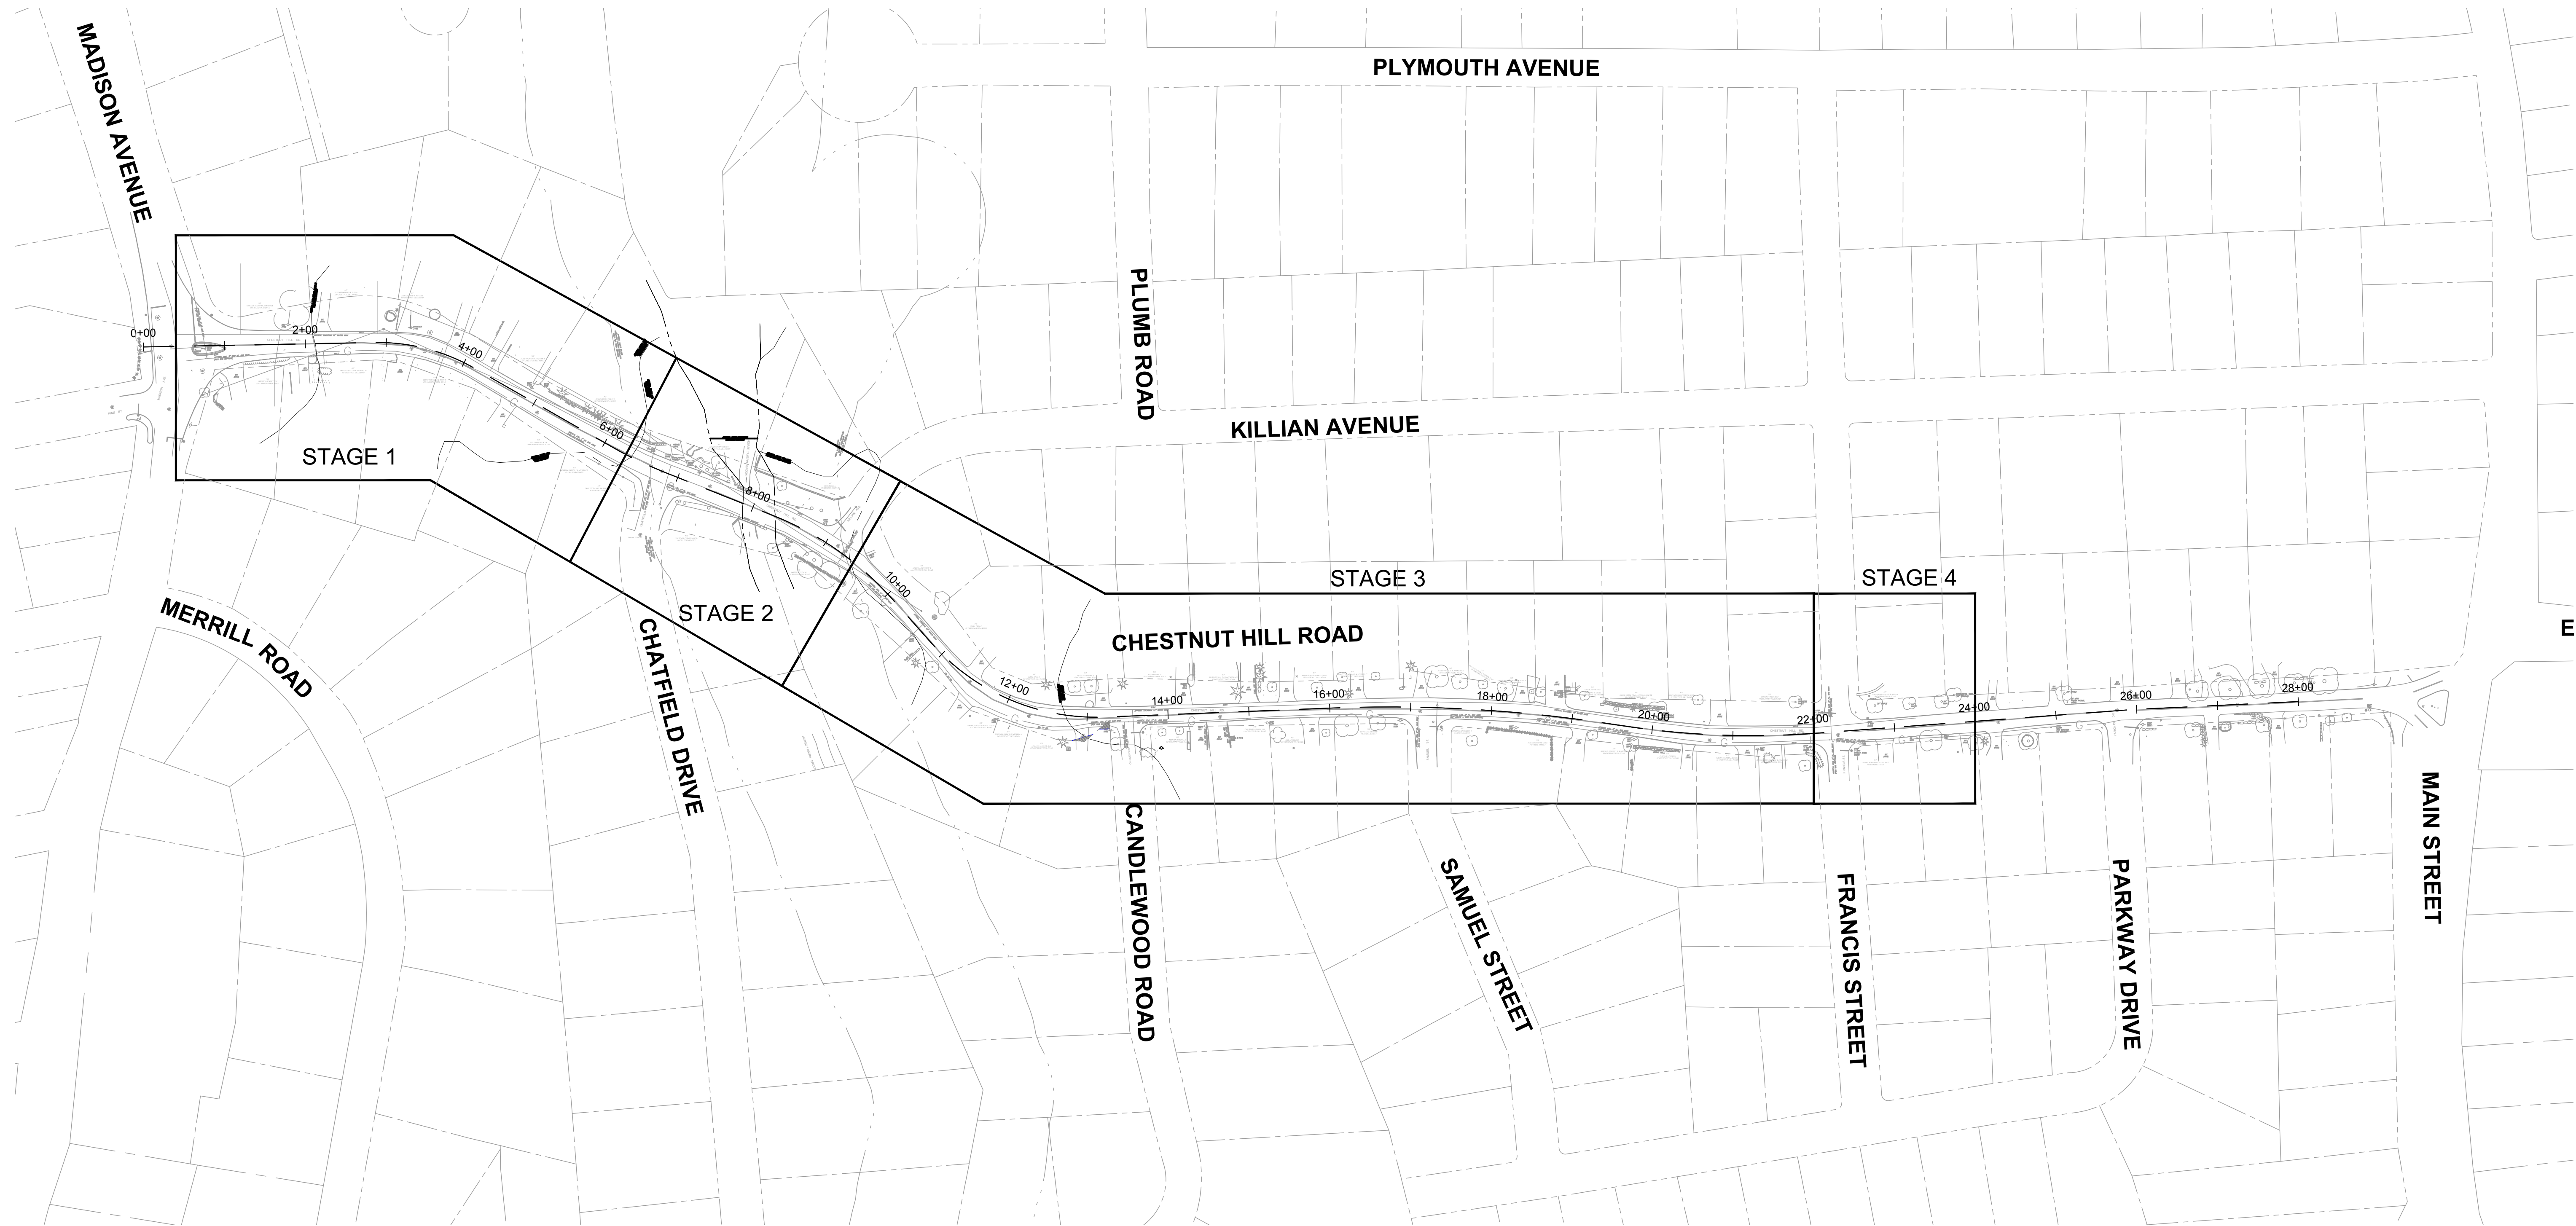 PLYMOUTH AVENUE
MADISON AVENUE
PLUMB ROAD
0+00
2+00
4+00
KILLIAN AVENUE
6+00
STAGE 1
8+00
10+00
STAGE 3
STAGE 4
MERRILL ROAD
STAGE 2
CHESTNUT HILL ROAD
E
CHATFIELD DRIVE
12+00
14+00
16+00
18+00
20+00
22+00
24+00
26+00
28+00
CANDLEWOOD ROAD
SAMUEL STREET
FRANCIS STREET
PARKWAY DRIVE
MAIN STREET